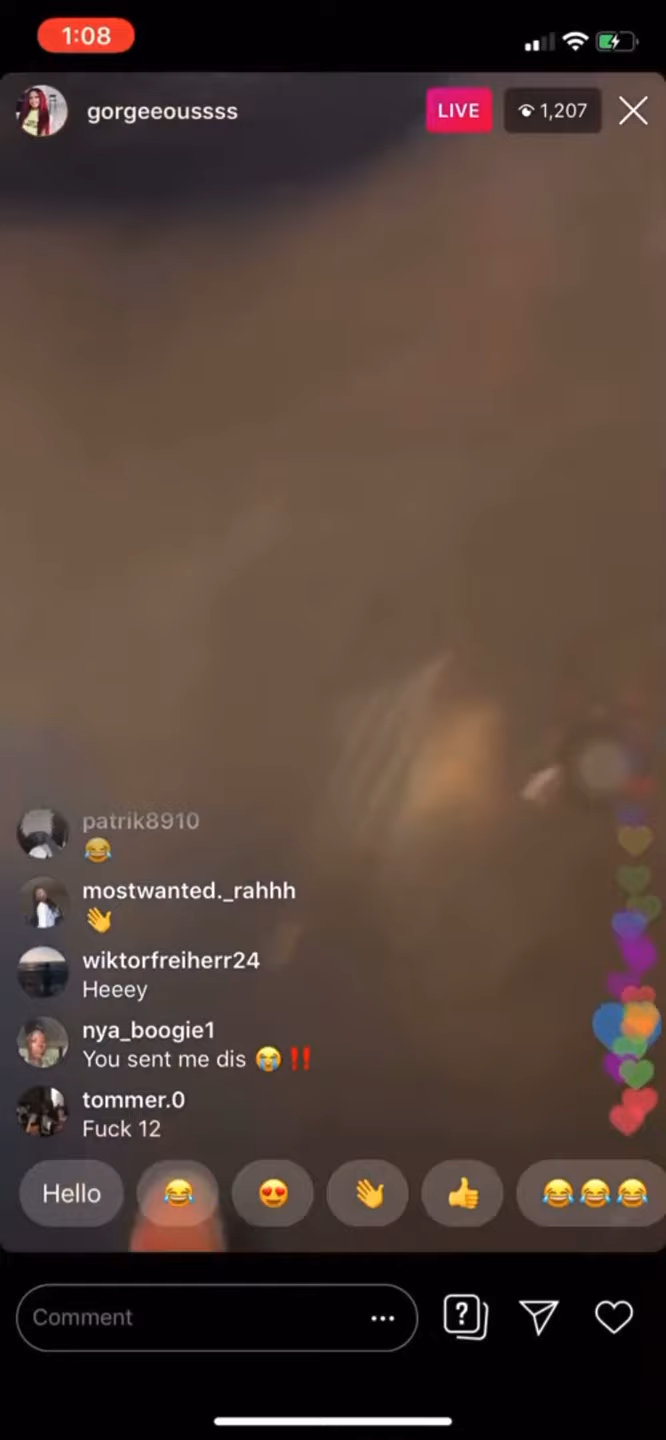 1:08
gorgeeoussss
LIVE
1,207
patrik8910
😂
mostwanted._rahhh
👋
wiktorfreiherr24
Heeey
nya_boogie1
You sent me dis 😭 ‼️
tommer.0
Fuck 12
Hello 😂 😍 👋 👍 😂😂😂
Comment ...
?